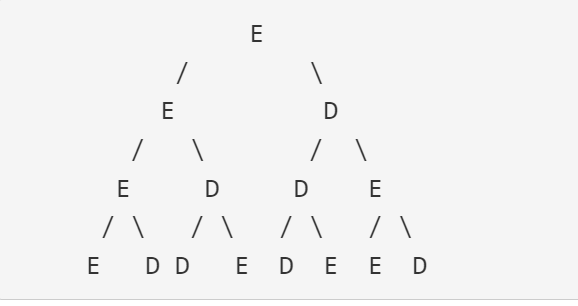 E
/ \
E D
/ \ / \
E D D E
/ \ / \ / \ / \
E D D E D E E D